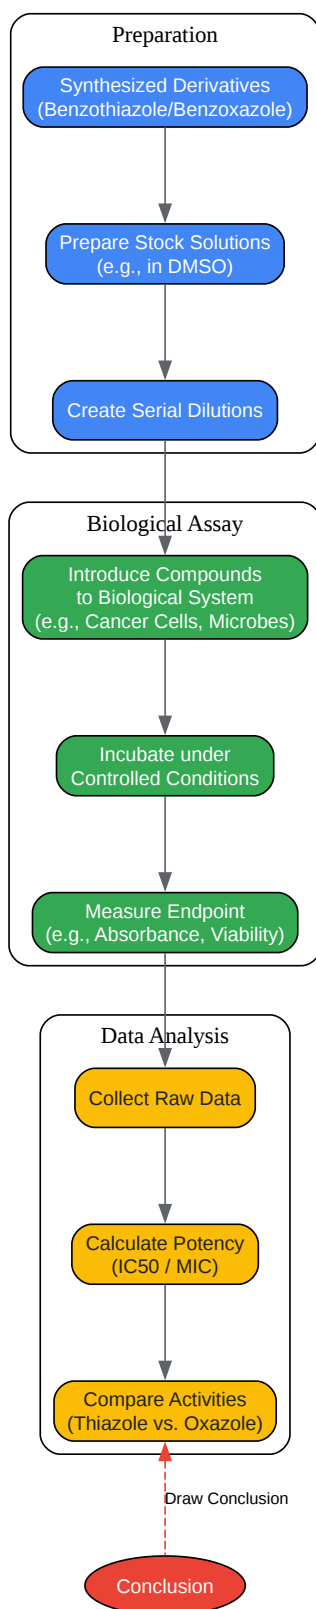 Preparation
Synthesized Derivatives
(Benzothiazole/Benzoxazole)
Prepare Stock Solutions
(e.g., in DMSO)
Create Serial Dilutions
Biological Assay
Introduce Compounds
to Biological System
(e.g., Cancer Cells, Microbes)
Incubate under
Controlled Conditions
Measure Endpoint
(e.g., Absorbance, Viability)
Data Analysis
Collect Raw Data
Calculate Potency
(IC50 / MIC)
Compare Activities
(Thiazole vs. Oxazole)
Draw Conclusion
Conclusion